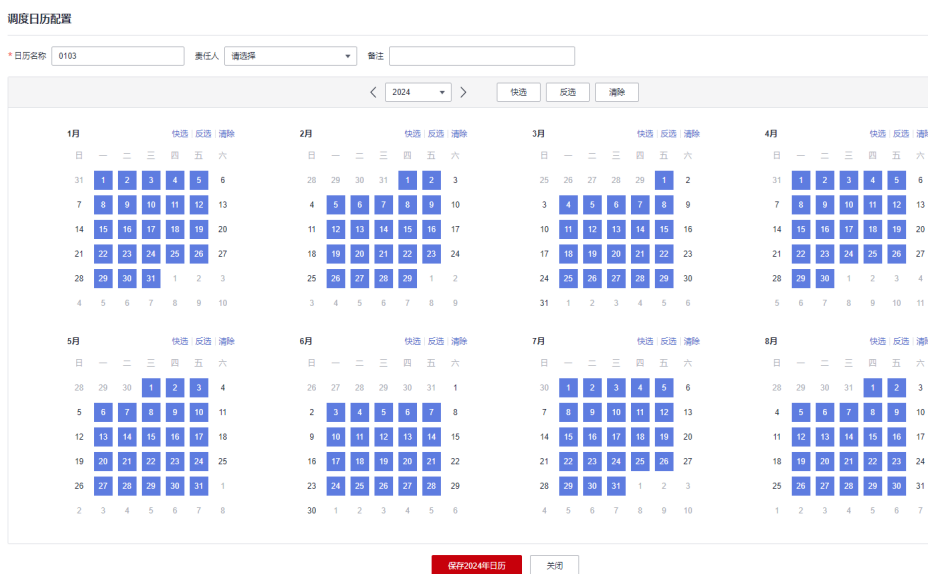 调度日历配置
* 日历名称 0103 责任人 请选择 备注
2024 快选 反选 清除
1月 快选 反选 清除 2月 快选 反选 清除 3月 快选 反选 清除 4月 快选 反选 清除
日 一 二 三 四 五 六 日 一 二 三 四 五 六 日 一 二 三 四 五 六 日 一 二 三 四 五 六
31 1 2 3 4 5 6 28 29 30 31 1 2 3 25 26 27 28 29 1 2 31 1 2 3 4 5 6
7 8 9 10 11 12 13 4 5 6 7 8 9 10 3 4 5 6 7 8 9 7 8 9 10 11 12 13
14 15 16 17 18 19 20 11 12 13 14 15 16 17 10 11 12 13 14 15 16 14 15 16 17 18 19 20
21 22 23 24 25 26 27 18 19 20 21 22 23 24 17 18 19 20 21 22 23 21 22 23 24 25 26 27
28 29 30 31 1 2 3 25 26 27 28 29 1 2 24 25 26 27 28 29 30 28 29 30 1 2 3 4
4 5 6 7 8 9 10 3 4 5 6 7 8 9 31 1 2 3 4 5 6 5 6 7 8 9 10 11
5月 快选 反选 清除 6月 快选 反选 清除 7月 快选 反选 清除 8月 快选 反选 清除
日 一 二 三 四 五 六 日 一 二 三 四 五 六 日 一 二 三 四 五 六 日 一 二 三 四 五 六
28 29 30 1 2 3 4 26 27 28 29 30 31 1 30 1 2 3 4 5 6 28 29 30 31 1 2 3
5 6 7 8 9 10 11 2 3 4 5 6 7 8 7 8 9 10 11 12 13 4 5 6 7 8 9 10
12 13 14 15 16 17 18 9 10 11 12 13 14 15 14 15 16 17 18 19 20 11 12 13 14 15 16 17
19 20 21 22 23 24 25 16 17 18 19 20 21 22 21 22 23 24 25 26 27 18 19 20 21 22 23 24
26 27 28 29 30 31 1 23 24 25 26 27 28 29 28 29 30 31 1 2 3 25 26 27 28 29 30 31
2 3 4 5 6 7 8 30 1 2 3 4 5 6 4 5 6 7 8 9 10 1 2 3 4 5 6 7
保存2024年日历 关闭